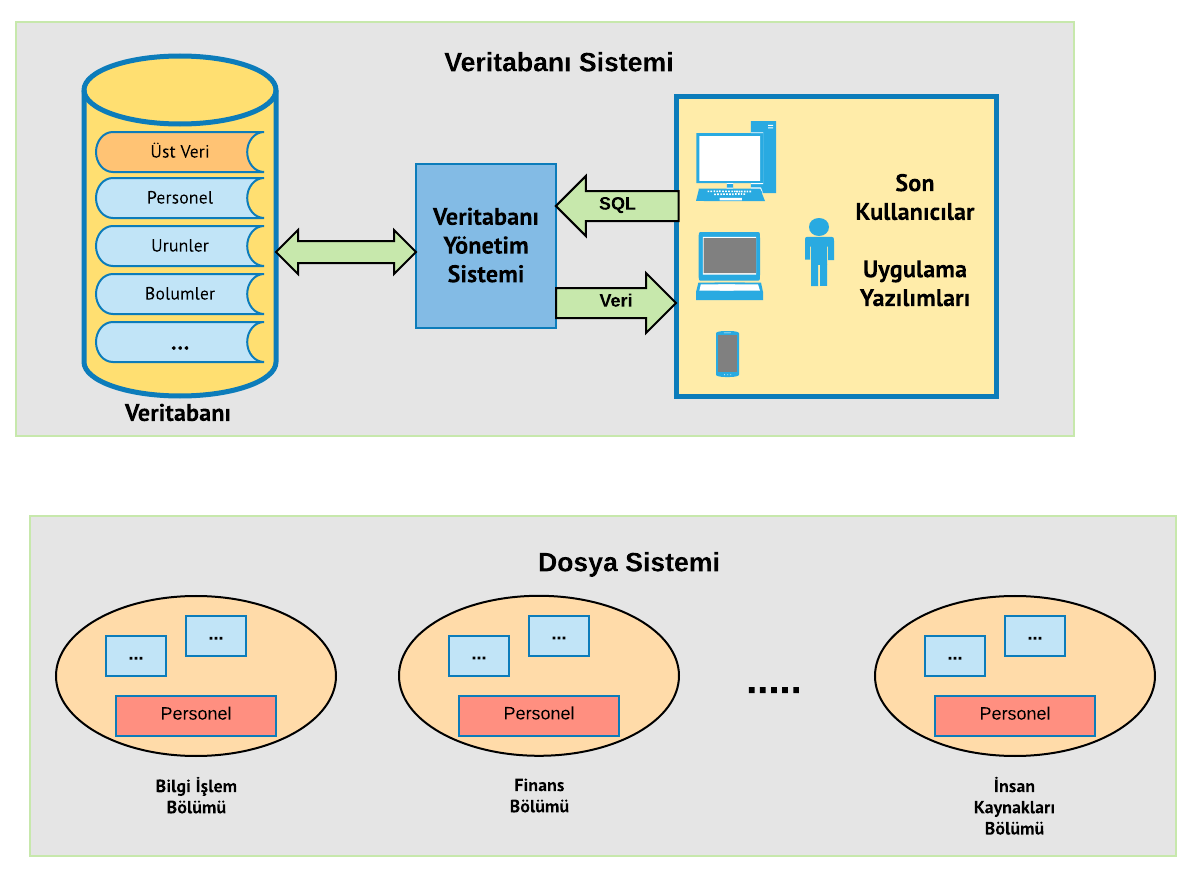 Veritabanı Sistemi
Üst Veri
Personel
Urunler
Bolumler
...
Veritabanı
Veritabanı
Yönetim
Sistemi
SQL
Veri
Son
Kullanıcılar
Uygulama
Yazılımları
Dosya Sistemi
...
...
Personel
Bilgi İşlem
Bölümü
...
...
Personel
Finans
Bölümü
.....
...
...
Personel
İnsan
Kaynakları
Bölümü